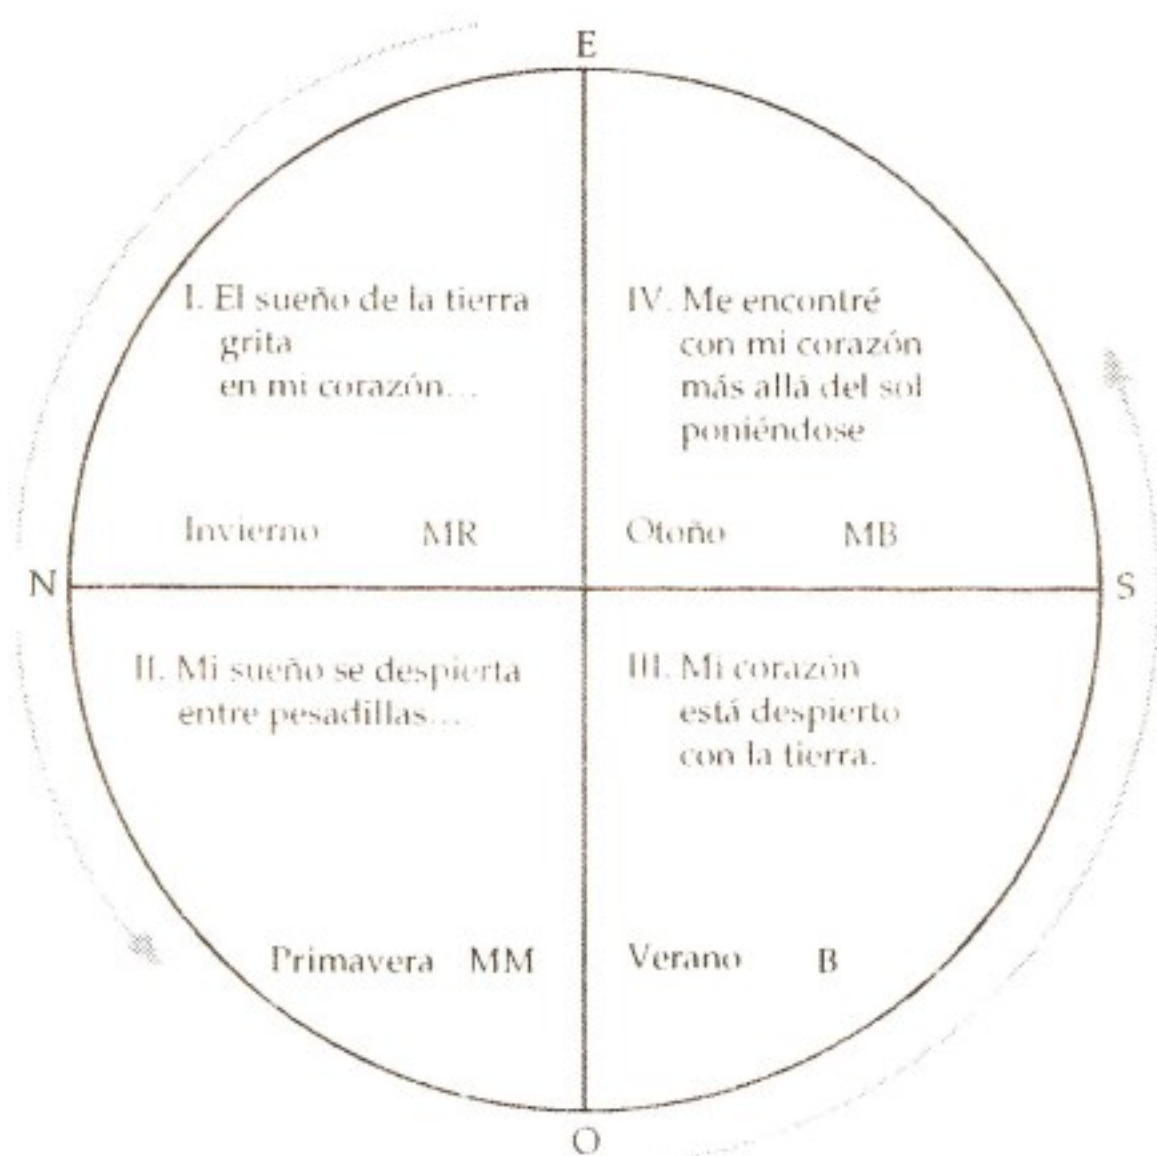 E
I. El sueño de la tierra
grita
en mi corazón...
Invierno MR
IV. Me encontré
con mi corazón
más allá del sol
poniéndose
Otoño MB
N
S
II. Mi sueño se despierta
entre pesadillas...
Primavera MM
III. Mi corazón
está despierto
con la tierra.
Verano B
O